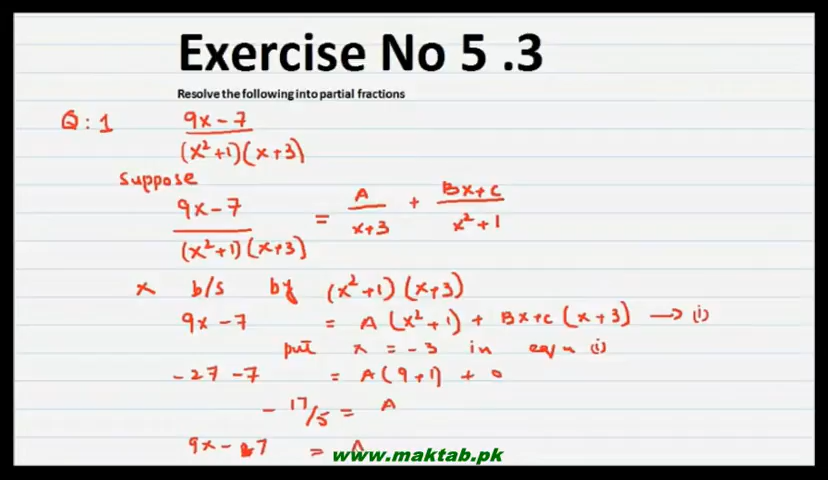 Exercise No 5 .3
Resolve the following into partial fractions
Q : 1 9x - 7
(x² + 1) (x + 3)
Suppose
9x - 7 / (x² + 1) (x + 3) = A / x + 3 + Bx + C / x² + 1
x b/s by (x² + 1) (x + 3)
9x - 7 = A (x² + 1) + Bx + C (x + 3) → (i)
put x = - 3 in eqn (i)
- 27 - 7 = A (9 + 1) + 0
- 17/5 = A
9x - 7 = A
www.maktab.pk